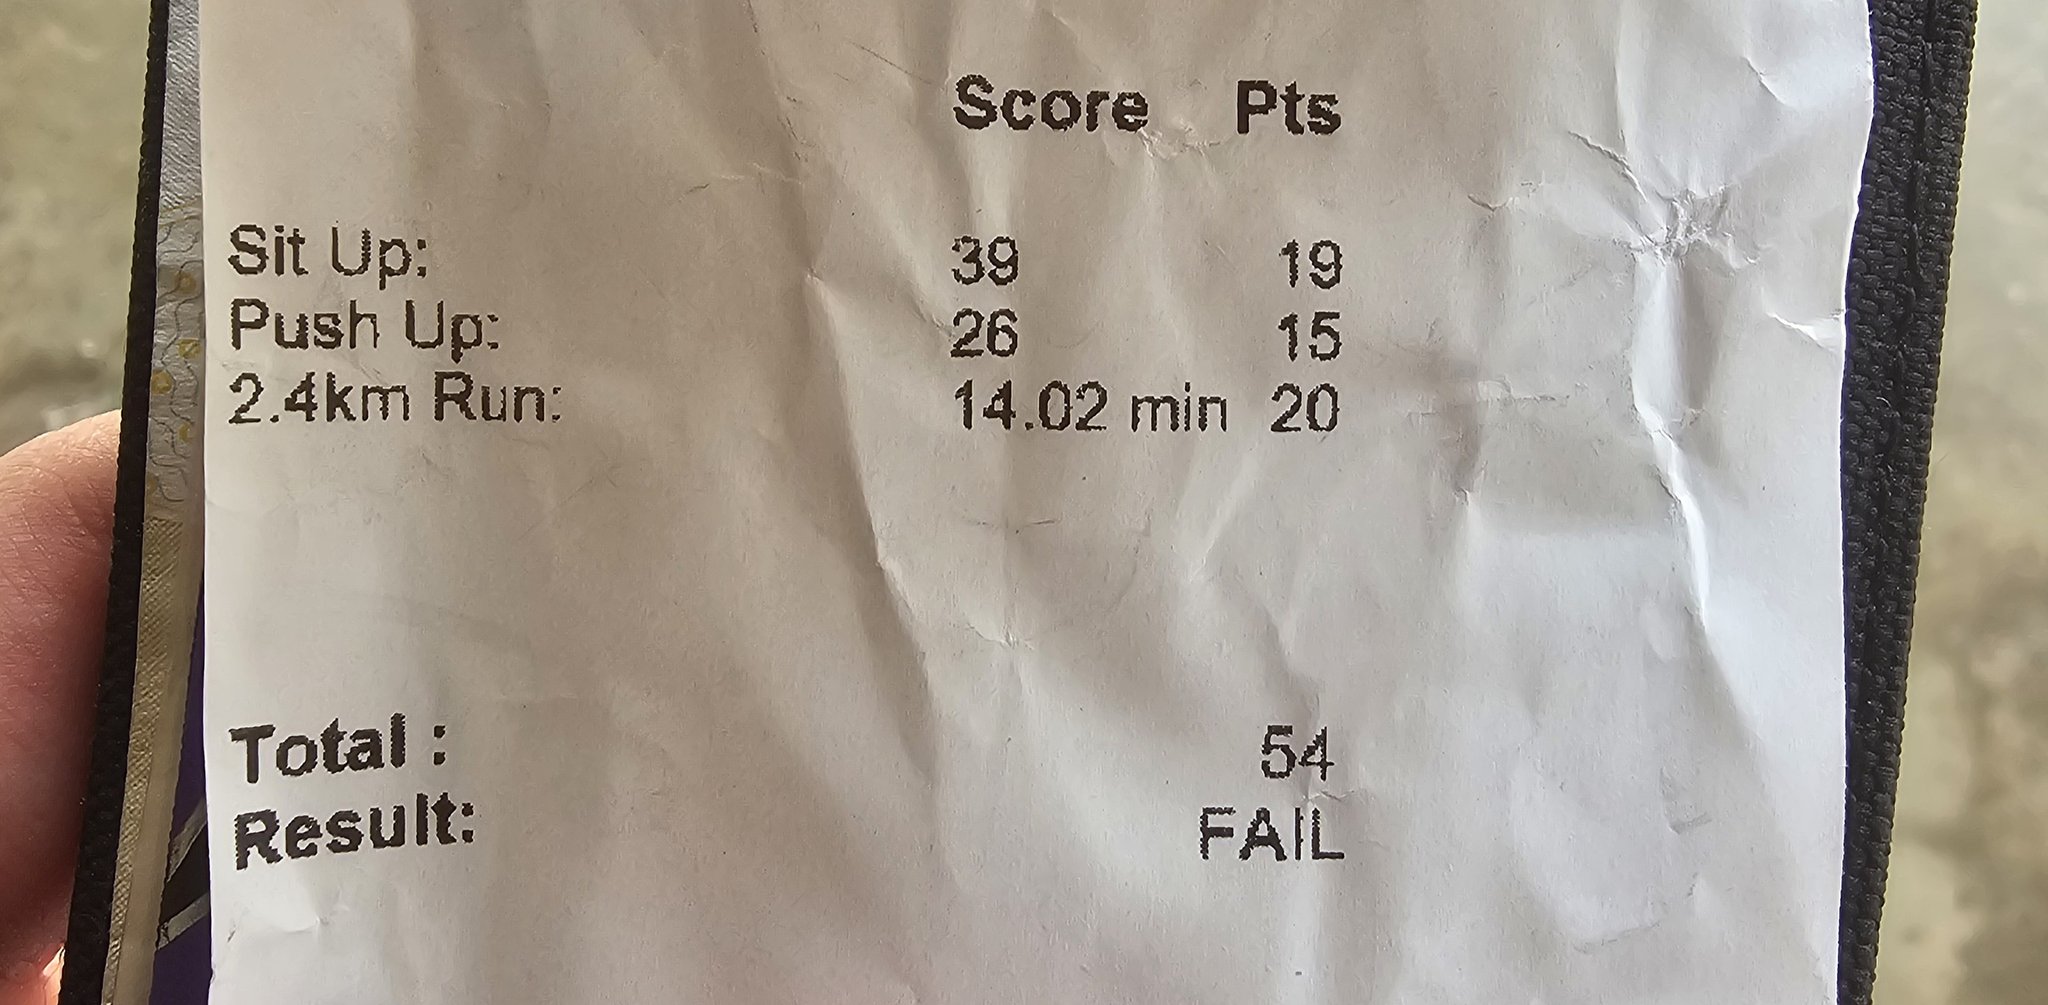 Score Pts
Sit Up: 39 19
Push Up: 26 15
2.4km Run: 14.02 min 20
Total : 54
Result: FAIL